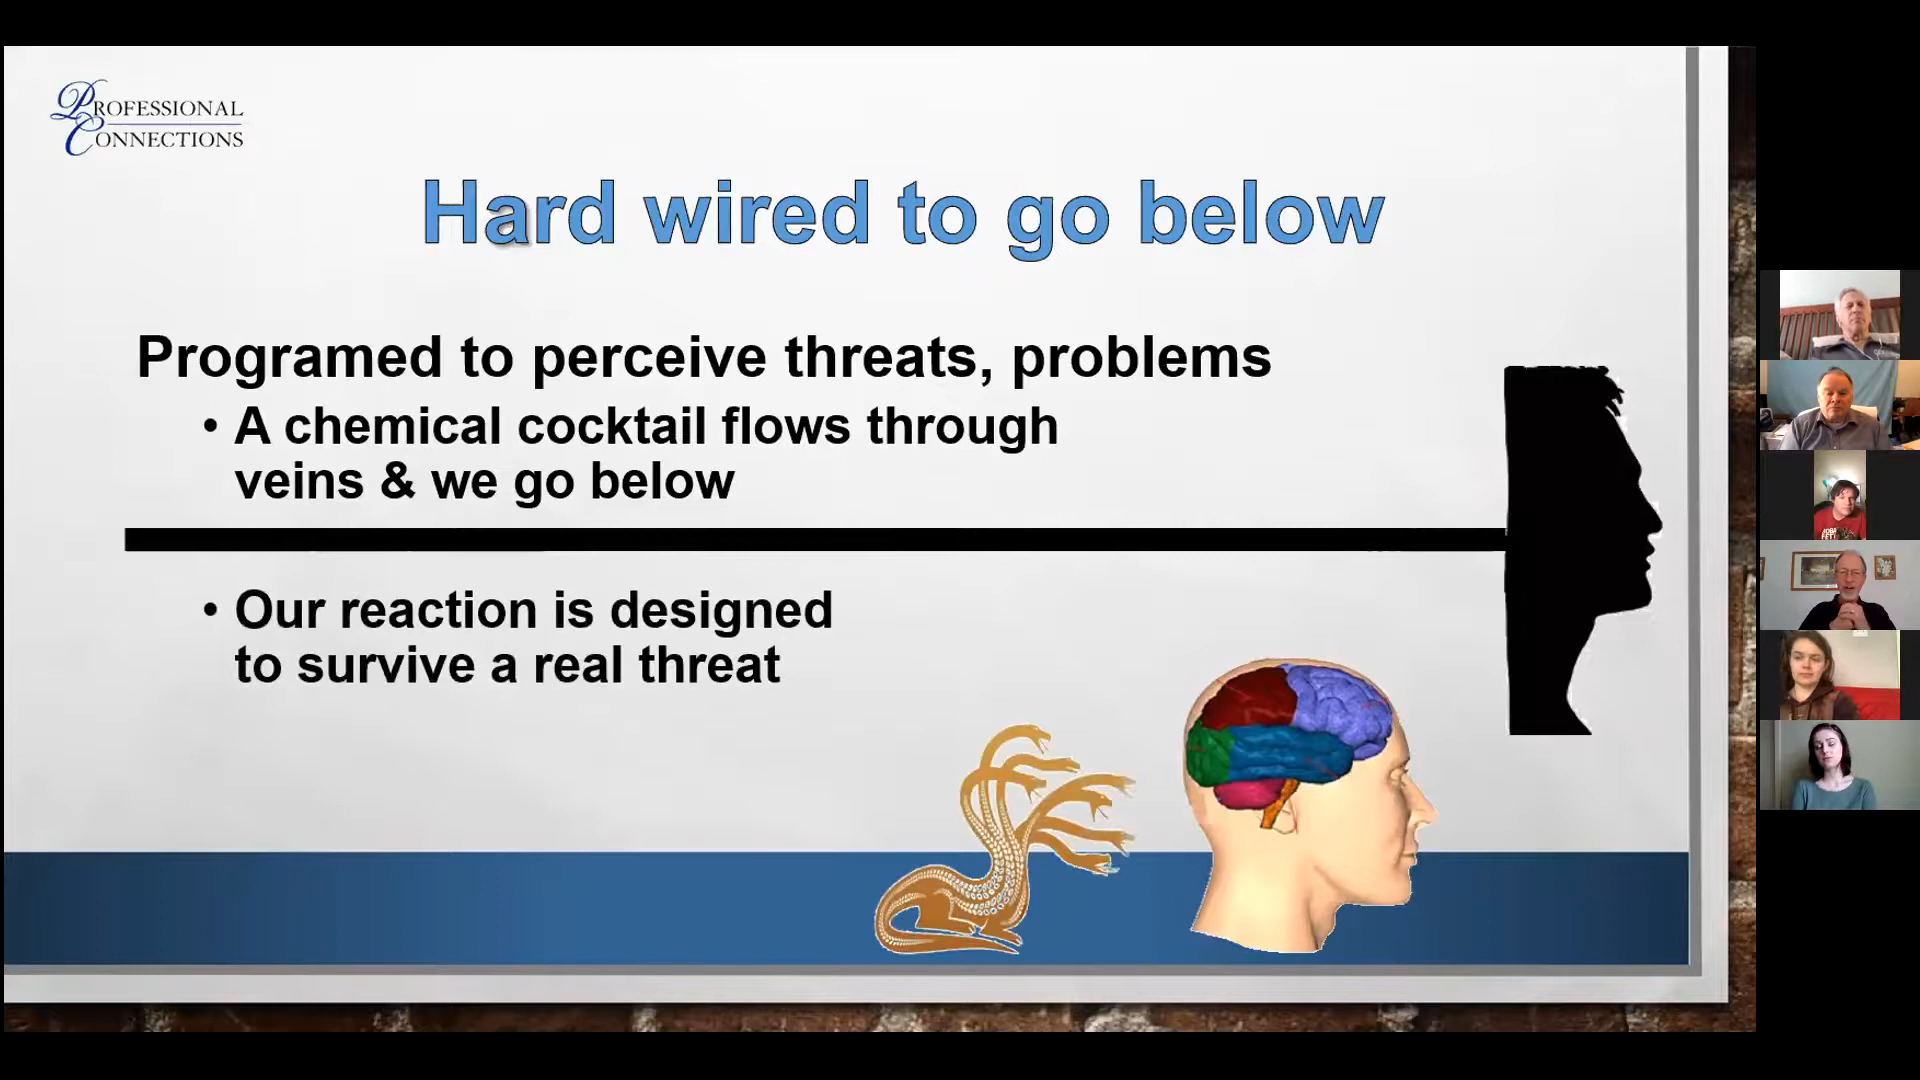 PROFESSIONAL
CONNECTIONS
Hard wired to go below
Programed to perceive threats, problems
• A chemical cocktail flows through
veins & we go below
• Our reaction is designed
to survive a real threat